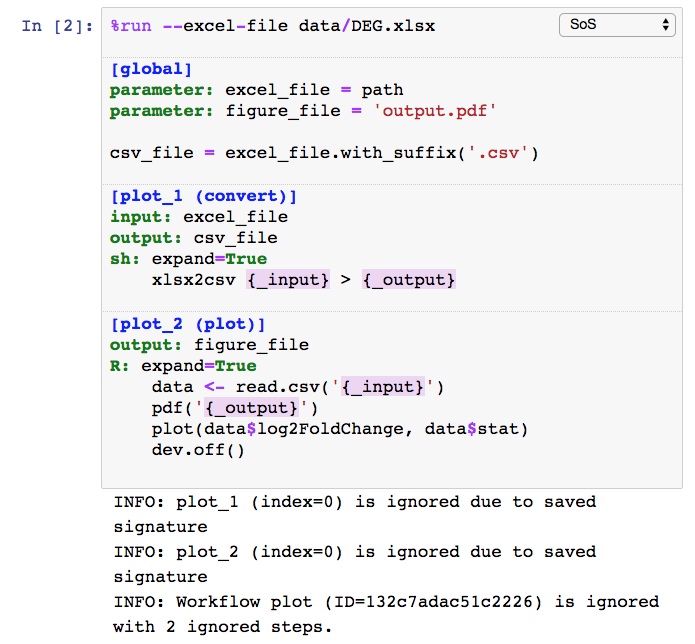 In [2]: %run --excel-file data/DEG.xlsx SoS
[global]
parameter: excel_file = path
parameter: figure_file = 'output.pdf'
csv_file = excel_file.with_suffix('.csv')
[plot_1 (convert)]
input: excel_file
output: csv_file
sh: expand=True
xlsx2csv {_input} > {_output}
[plot_2 (plot)]
output: figure_file
R: expand=True
data <- read.csv('{_input}')
pdf('{_output}')
plot(data$log2FoldChange, data$stat)
dev.off()
INFO: plot_1 (index=0) is ignored due to saved
signature
INFO: plot_2 (index=0) is ignored due to saved
signature
INFO: Workflow plot (ID=132c7adac51c2226) is ignored
with 2 ignored steps.